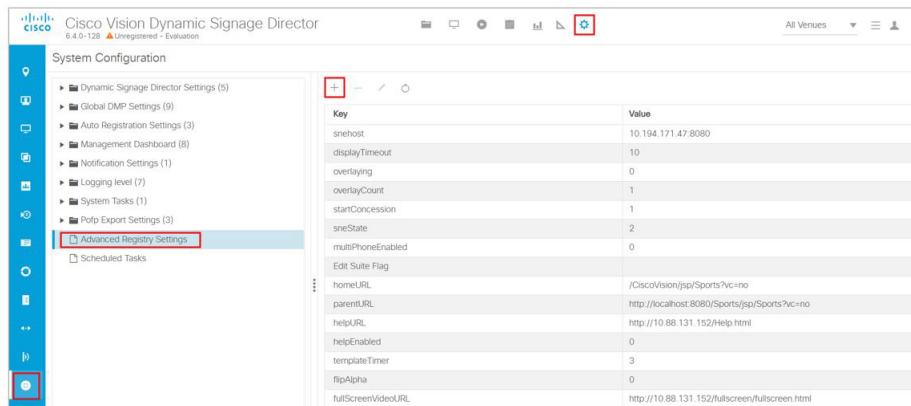 CISCO
Cisco Vision Dynamic Signage Director
6.4.0-128 Unregistered - Evaluation
All Venues
System Configuration
Dynamic Signage Director Settings (5)
Global DMP Settings (9)
Auto Registration Settings (3)
Management Dashboard (8)
Notification Settings (1)
Logging level (7)
System Tasks (1)
Pofp Export Settings (3)
Advanced Registry Settings
Scheduled Tasks
Key Value
snehost 10.194.171.47:8080
displayTimeout 10
overlaying 0
overlayCount 1
startConcession 1
sneState 2
multiPhoneEnabled 0
Edit Suite Flag
homeURL /CiscoVision/jsp/Sports?vc=no
parentURL http://localhost:8080/Sports/jsp/Sports?vc=no
helpURL http://10.88.131.152/Help.html
helpEnabled 0
templateTimer 3
flipAlpha 0
fullScreenVideoURL http://10.88.131.152/fullscreen/fullscreen.html